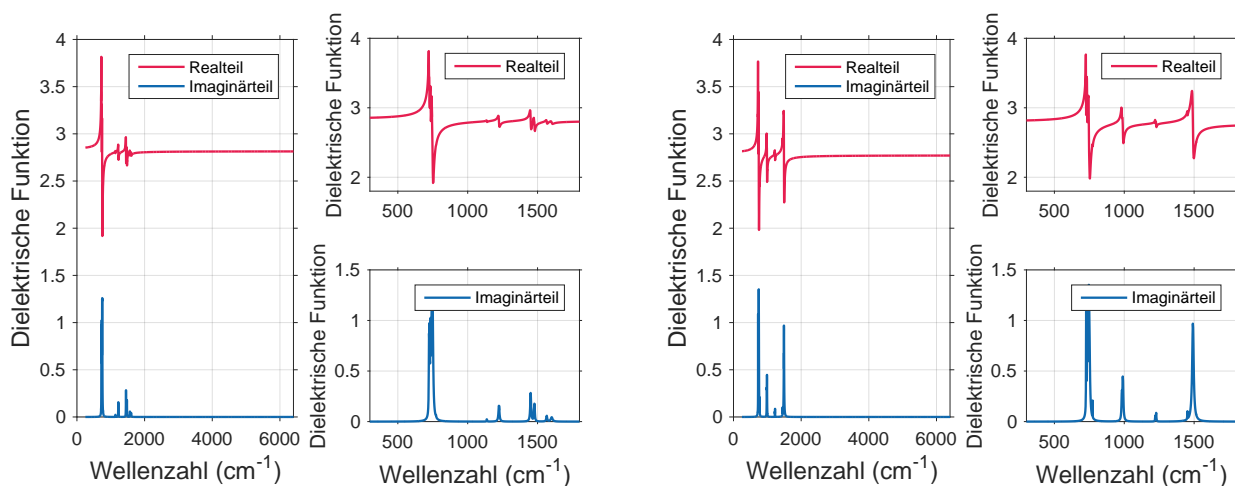 Dielektrische Funktion
4
3.5
3
2.5
2
1.5
1
0.5
0
0 2000 4000 6000
Wellenzahl (cm-1)
Realteil
Imaginärteil
Dielektrische Funktion
4
3
2
500 1000 1500
Realteil
Dielektrische Funktion
1.5
1
0.5
0
500 1000 1500
Wellenzahl (cm-1)
Imaginärteil
Dielektrische Funktion
4
3.5
3
2.5
2
1.5
1
0.5
0
0 2000 4000 6000
Wellenzahl (cm-1)
Realteil
Imaginärteil
Dielektrische Funktion
4
3
2
500 1000 1500
Realteil
Dielektrische Funktion
1.5
1
0.5
0
500 1000 1500
Wellenzahl (cm-1)
Imaginärteil